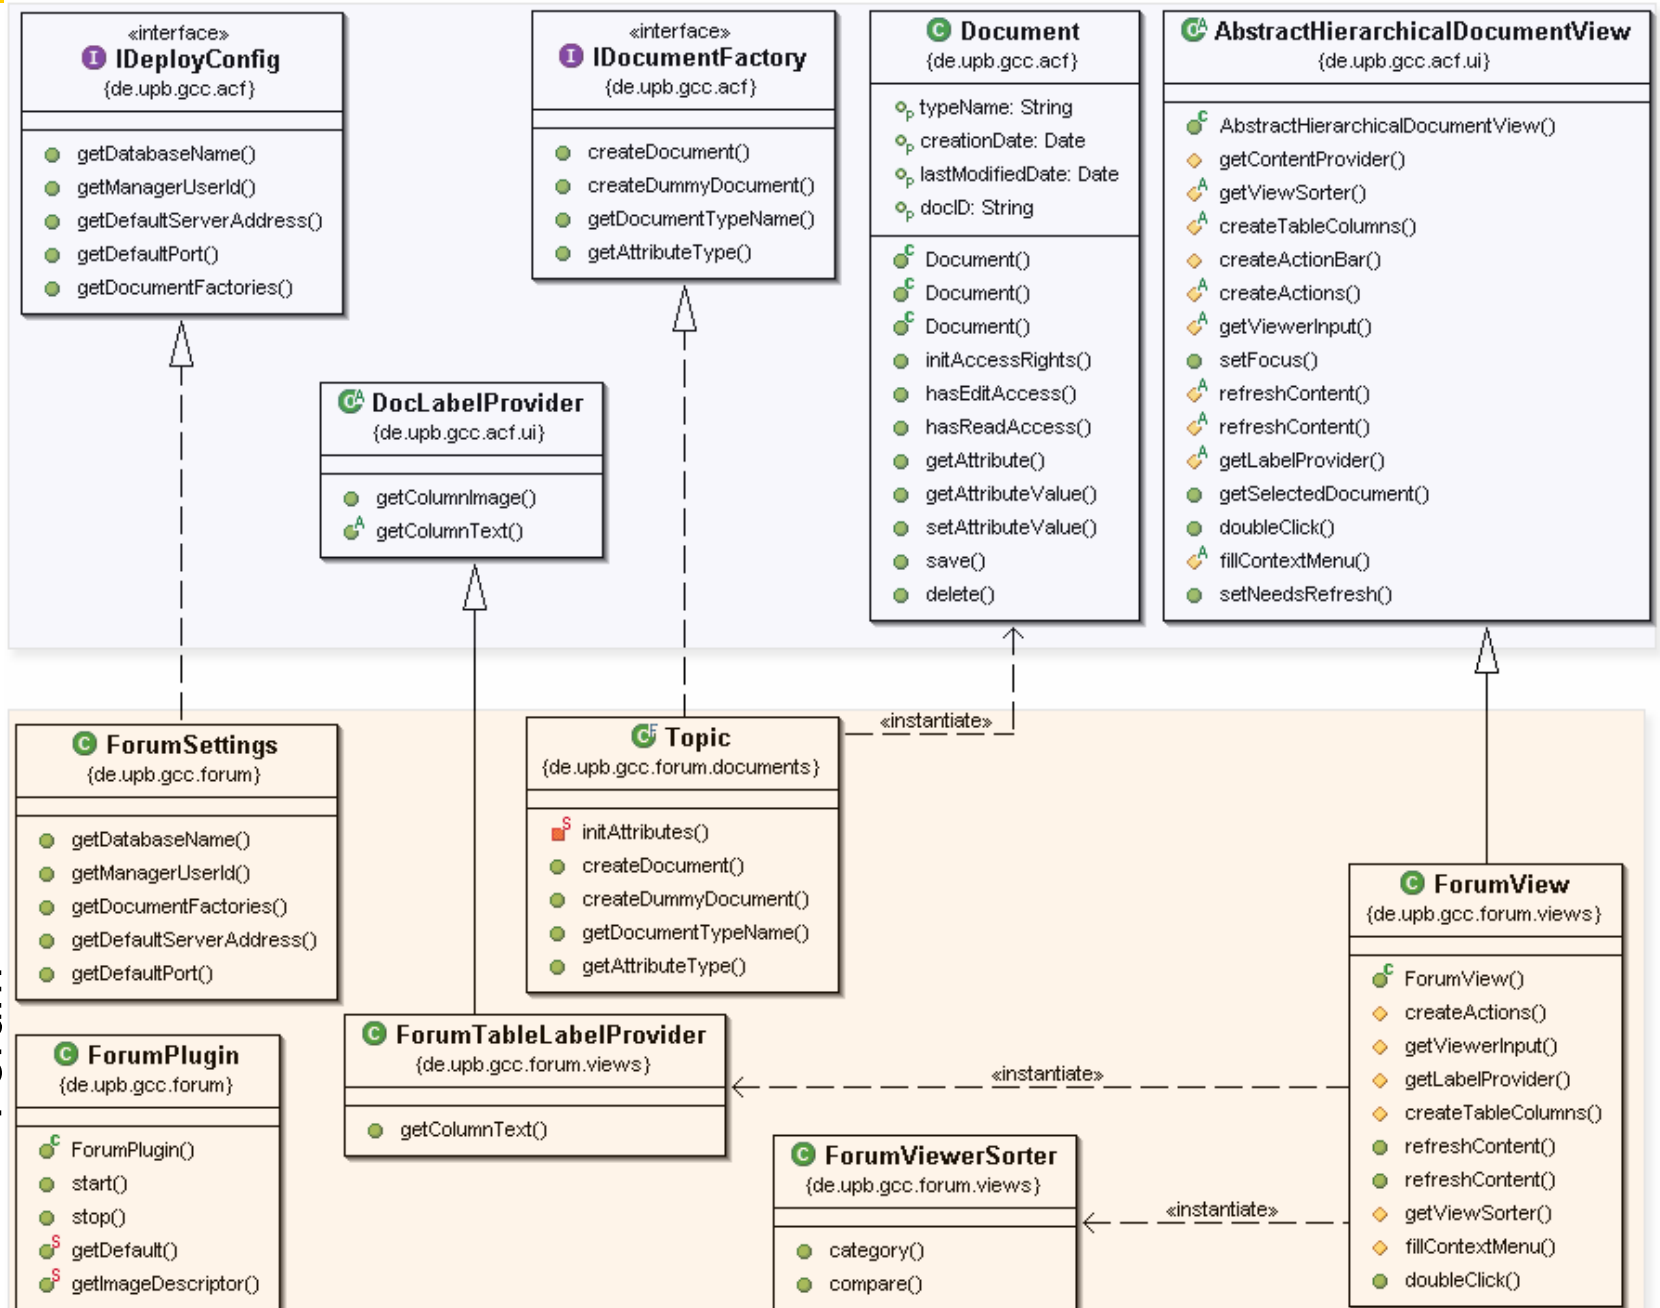 «interface»
IDeployConfig
{de.upb.gcc.acf}
getDatabaseName()
getManagerUserId()
getDefaultServerAddress()
getDefaultPort()
getDocumentFactories()
«interface»
IDocumentFactory
{de.upb.gcc.acf}
createDocument()
createDummyDocument()
getDocumentTypeName()
getAttributeType()
Document
{de.upb.gcc.acf}
typeName: String
creationDate: Date
lastModifiedDate: Date
docID: String
Document()
Document()
Document()
initAccessRights()
hasEditAccess()
hasReadAccess()
getAttribute()
getAttributeValue()
setAttributeValue()
save()
delete()
AbstractHierarchicalDocumentView
{de.upb.gcc.acf.ui}
AbstractHierarchicalDocumentView()
getContentProvider()
getViewSorter()
createTableColumns()
createActionBar()
createActions()
getViewerInput()
setFocus()
refreshContent()
refreshContent()
getLabelProvider()
getSelectedDocument()
doubleClick()
fillContextMenu()
setNeedsRefresh()
DocLabelProvider
{de.upb.gcc.acf.ui}
getColumnImage()
getColumnText()
ForumSettings
{de.upb.gcc.forum}
getDatabaseName()
getManagerUserId()
getDocumentFactories()
getDefaultServerAddress()
getDefaultPort()
Topic
{de.upb.gcc.forum.documents}
initAttributes()
createDocument()
createDummyDocument()
getDocumentTypeName()
getAttributeType()
«instantiate»
ForumView
{de.upb.gcc.forum.views}
ForumView()
createActions()
getViewerInput()
getLabelProvider()
createTableColumns()
refreshContent()
refreshContent()
getViewSorter()
fillContextMenu()
doubleClick()
ForumPlugin
{de.upb.gcc.forum}
ForumPlugin()
start()
stop()
getDefault()
getImageDescriptor()
ForumTableLabelProvider
{de.upb.gcc.forum.views}
getColumnText()
«instantiate»
ForumViewerSorter
{de.upb.gcc.forum.views}
category()
compare()
«instantiate»